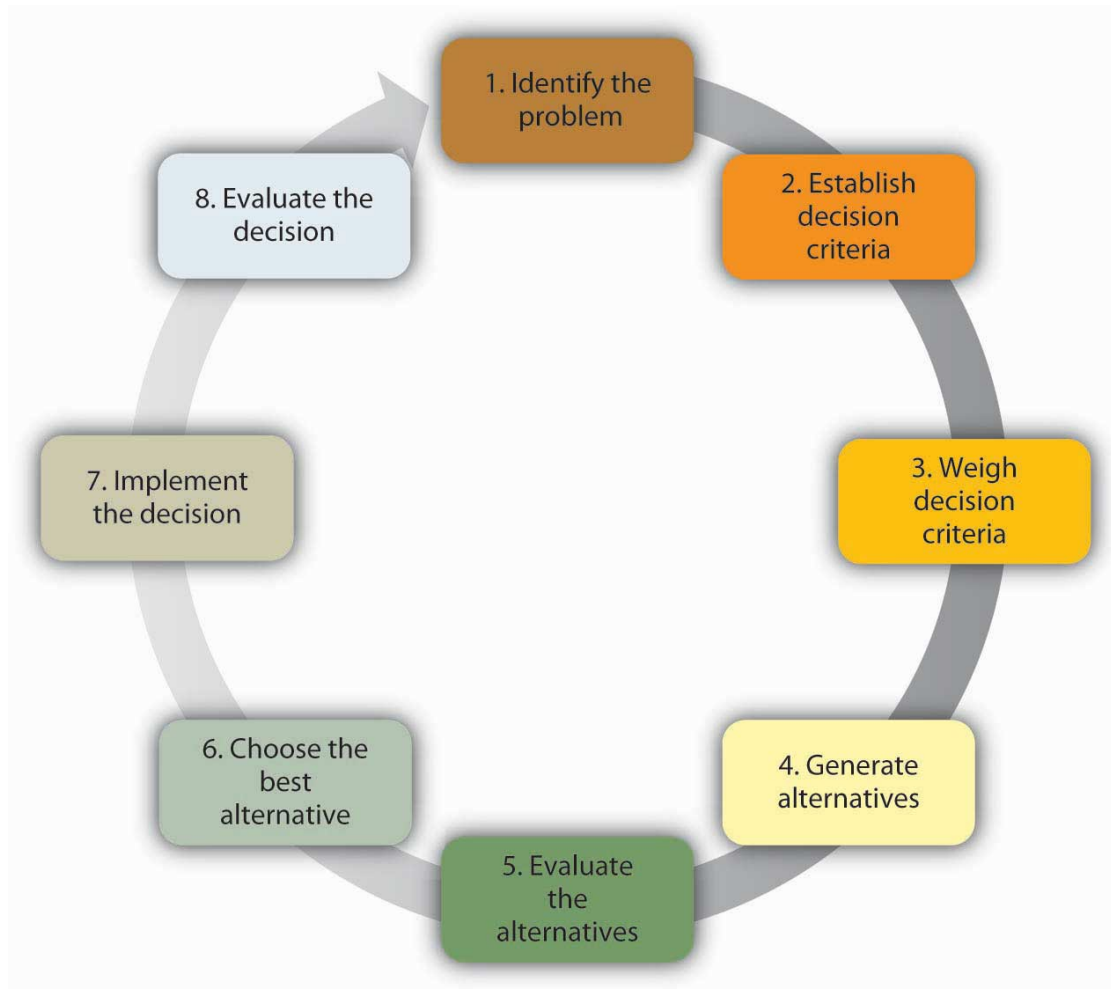 1. Identify the
problem
2. Establish
decision
criteria
3. Weigh
decision
criteria
4. Generate
alternatives
5. Evaluate
the
alternatives
6. Choose the
best
alternative
7. Implement
the decision
8. Evaluate the
decision